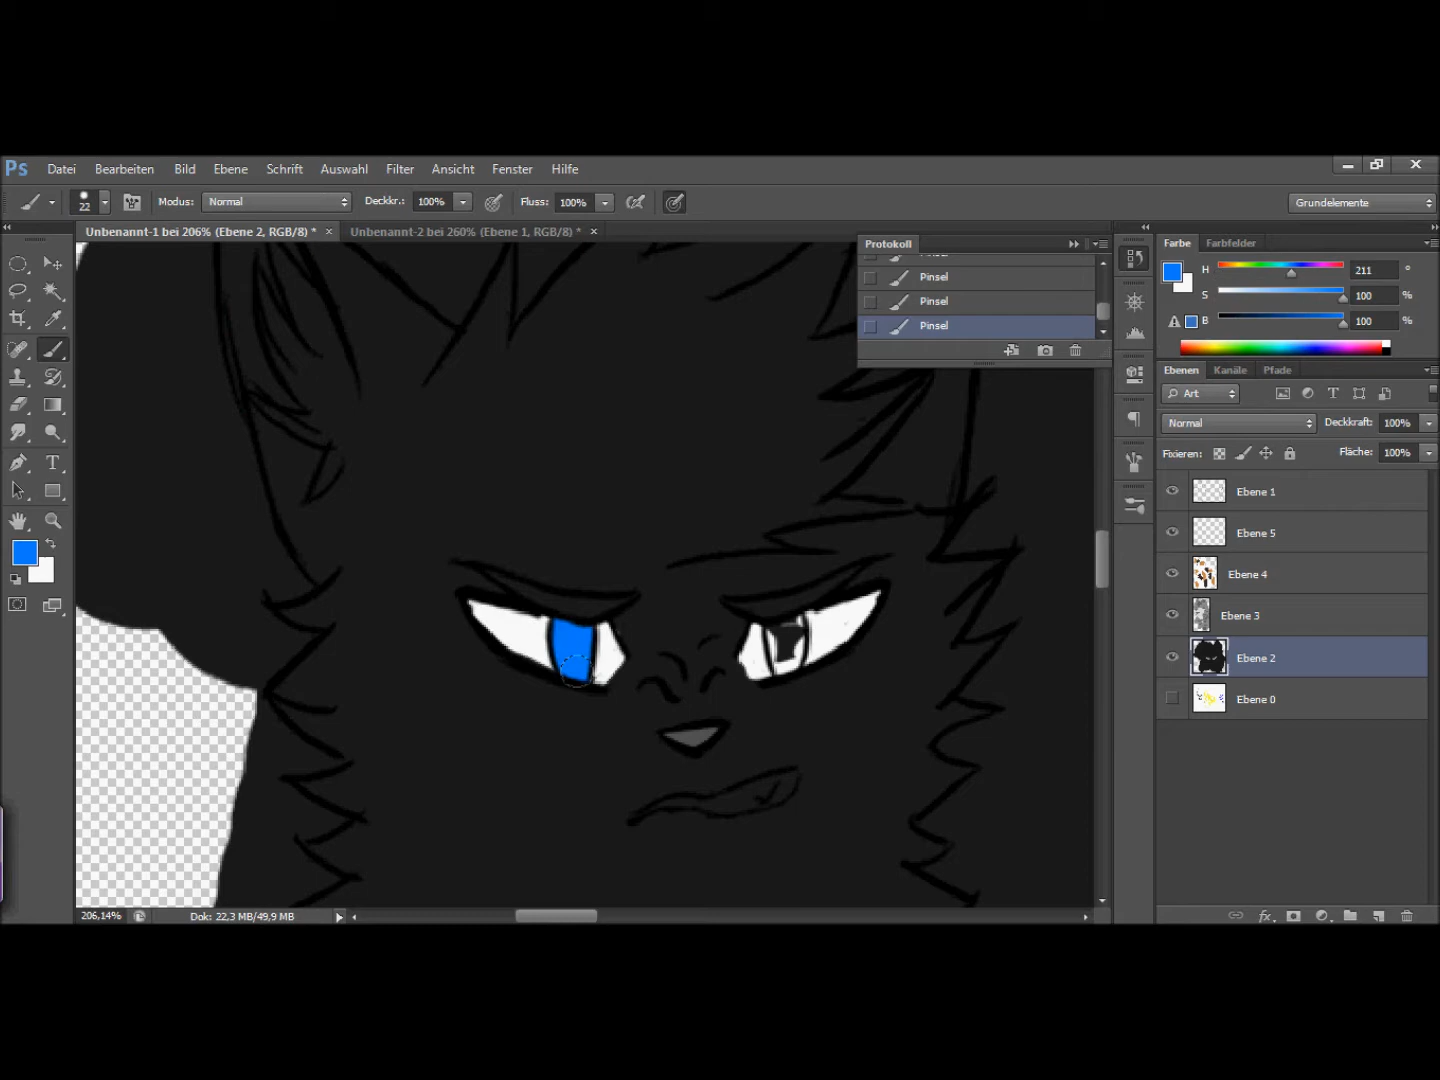 Ps Datei Bearbeiten Bild Ebene Schrift Auswahl Filter Ansicht Fenster Hilfe
22 Modus: Normal Deckkr.: 100% Fluss: 100% Grundelemente
Unbenannt-1 bei 206% (Ebene 2, RGB/8) * × Unbenannt-2 bei 260% (Ebene 1, RGB/8) * ×
Protokoll
Pinsel
Pinsel
Pinsel
Pinsel
Farbe Farbfelder
H 211 °
S 100 %
B 100 %
Ebenen Kanäle Pfade
Art
Normal Deckkraft: 100%
Fixieren: Fläche: 100%
Ebene 1
Ebene 5
Ebene 4
Ebene 3
Ebene 2
Ebene 0
206,14% Dok: 22,3 MB/49,9 MB